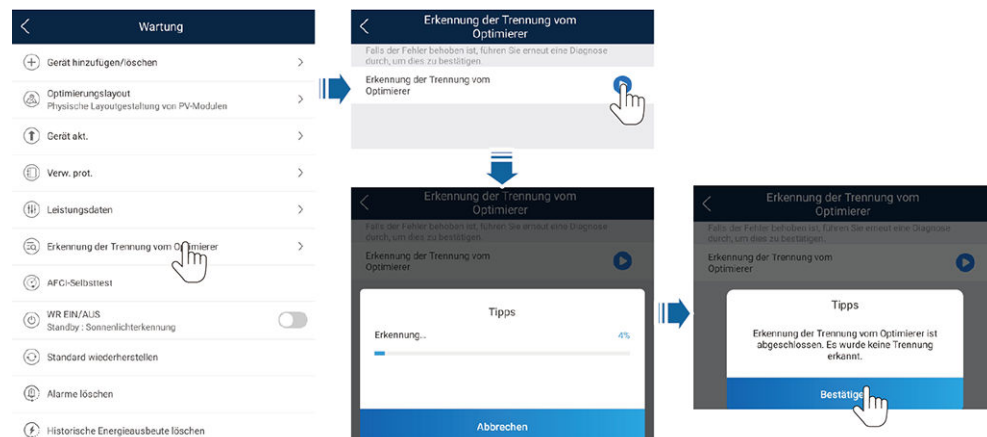 Wartung
Gerät hinzufügen/löschen
Optimierungslayout
Physische Layoutgestaltung von PV-Modulen
Gerät akt.
Verw. prot.
Leistungsdaten
Erkennung der Trennung vom Optimierer
AFCI-Selbsttest
WR EIN/AUS
Standby : Sonnenlichterkennung
Standard wiederherstellen
Alarme löschen
Historische Energieausbeute löschen
Erkennung der Trennung vom
Optimierer
Falls der Fehler behoben ist, führen Sie erneut eine Diagnose
durch, um dies zu bestätigen.
Erkennung der Trennung vom
Optimierer
Erkennung der Trennung vom
Optimierer
Falls der Fehler behoben ist, führen Sie erneut eine Diagnose
durch, um dies zu bestätigen.
Erkennung der Trennung vom
Optimierer
Tipps
Erkennung... 4%
Abbrechen
Erkennung der Trennung vom
Optimierer
Falls der Fehler behoben ist, führen Sie erneut eine Diagnose
durch, um dies zu bestätigen.
Erkennung der Trennung vom
Optimierer
Tipps
Erkennung der Trennung vom Optimierer ist
abgeschlossen. Es wurde keine Trennung
erkannt.
Bestätige